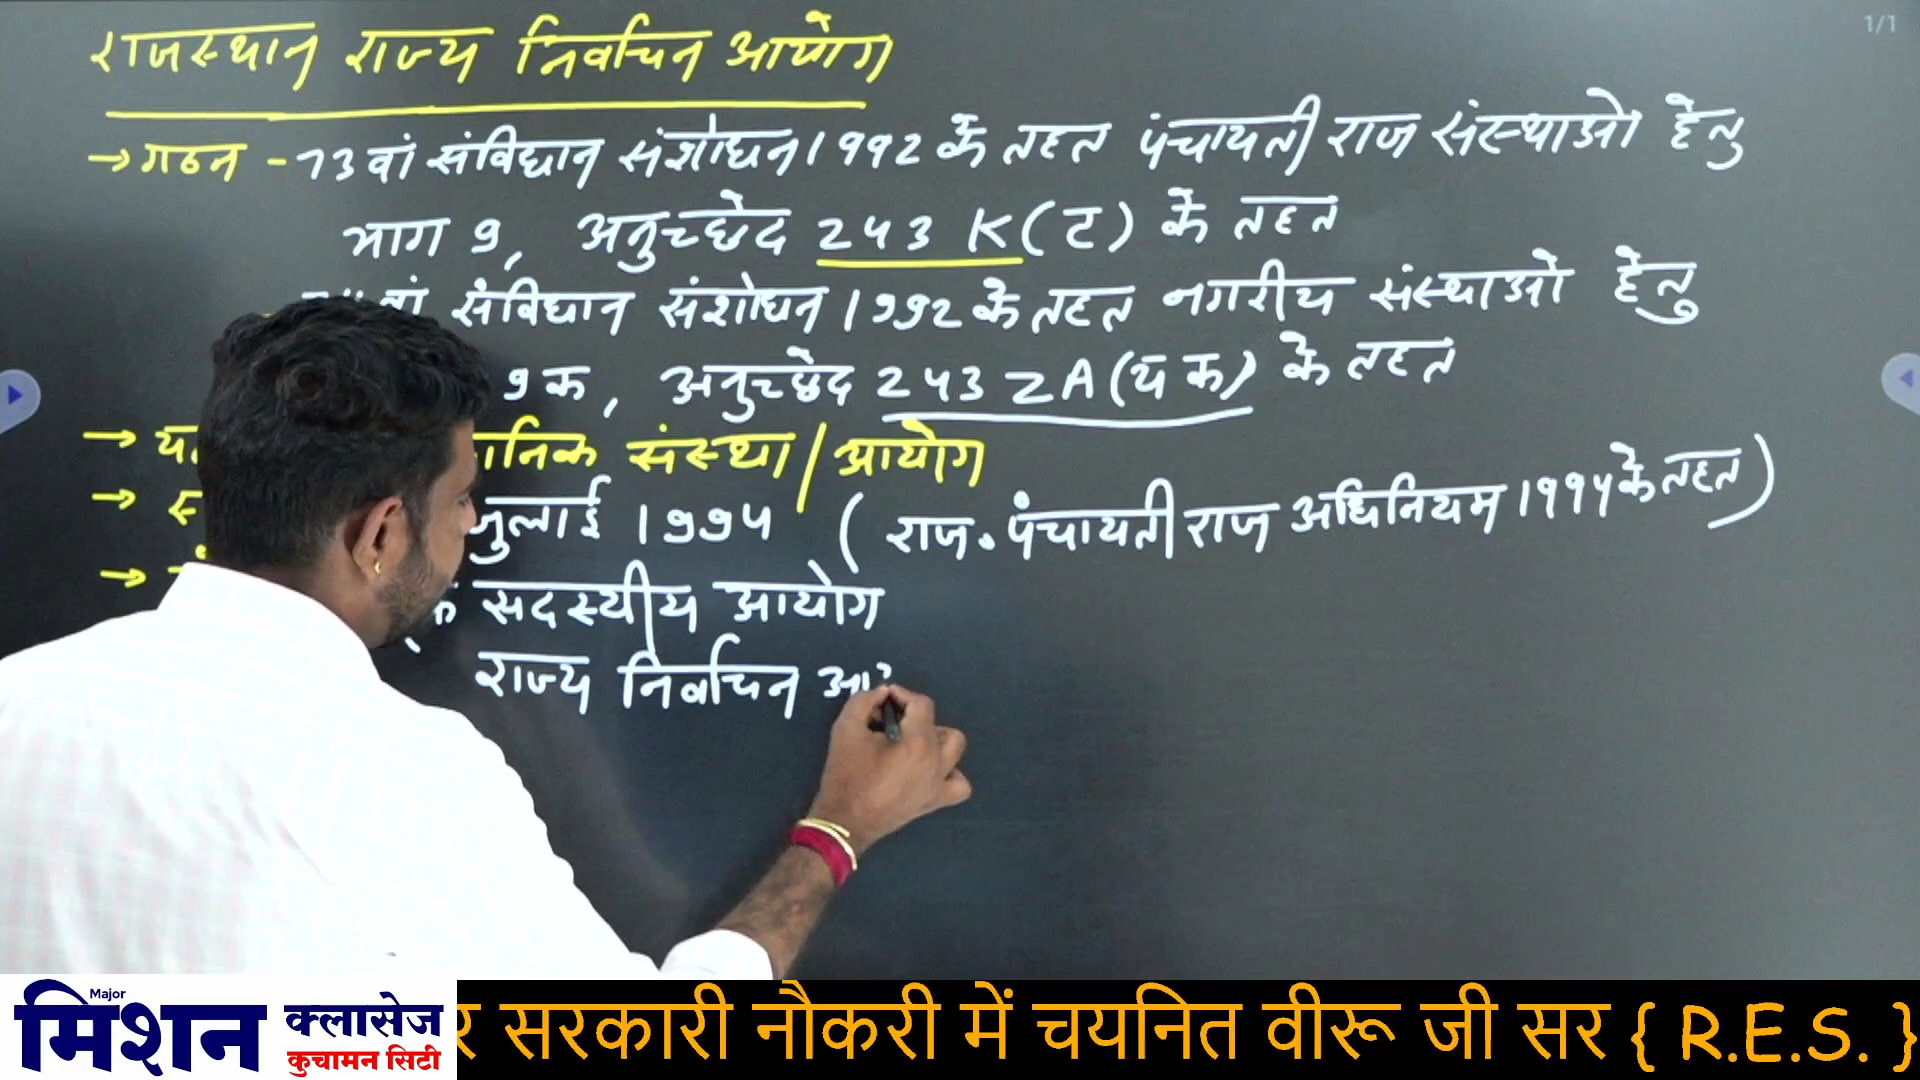 1/1
राजस्थान राज्य निर्वाचन आयोग
→ गठन - 73वां संविधान संशोधन 1992 के तहत पंचायती राज संस्थाओं हेतु
भाग 9, अनुच्छेद 243 K (ट) के तहत
वां संविधान संशोधन 1992 के तहत नगरीय संस्थाओं हेतु
9क, अनुच्छेद 243 ZA (य क) के तहत
→ संस्था / आयोग
→ जुलाई 1994 ( राज. पंचायती राज अधिनियम 1994 के तहत )
→ सदस्यीय आयोग
राज्य निर्वाचन
Major
मिशन क्लासेज
कुचामन सिटी
सरकारी नौकरी में चयनित वीरू जी सर { R.E.S. }